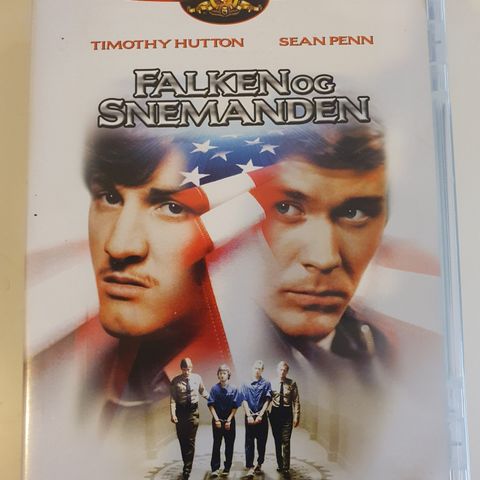 TIMOTHY HUTTON SEAN PENN
FALKEN OG
SNEMANDEN